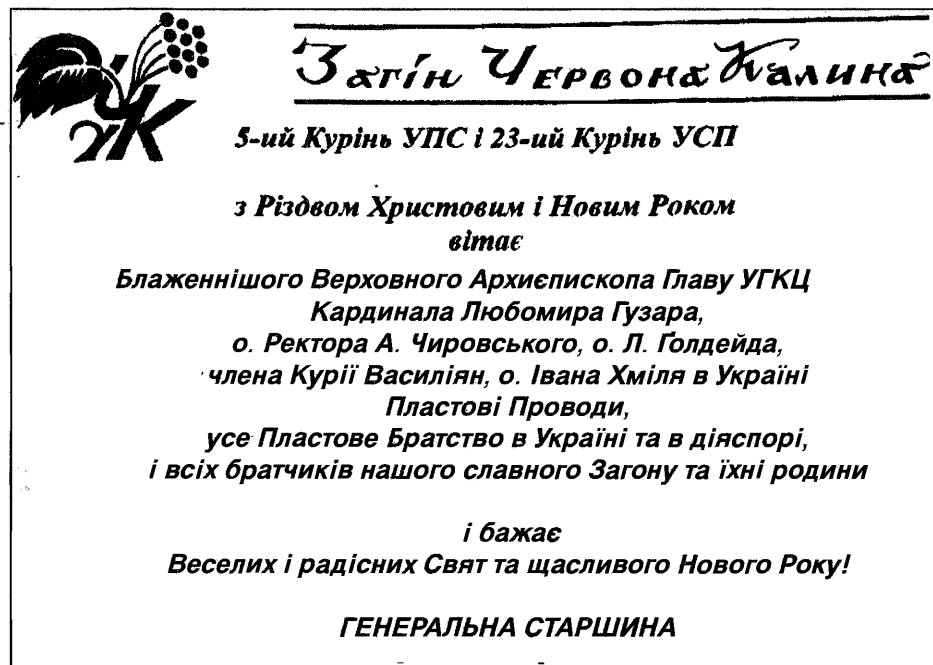 ЧК
Загін Червона Калина
5-ий Курінь УПС і 23-ий Курінь УСП
з Різдвом Христовим і Новим Роком
вітає
Блаженнішого Верховного Архиєпископа Главу УГКЦ
Кардинала Любомира Гузара,
о. Ректора А. Чировського, о. Л. Ґолдейда,
члена Курії Василіян, о. Івана Хміля в Україні
Пластові Проводи,
усе Пластове Братство в Україні та в діяспорі,
і всіх братчиків нашого славного Загону та їхні родини
і бажає
Веселих і радісних Свят та щасливого Нового Року!
ГЕНЕРАЛЬНА СТАРШИНА